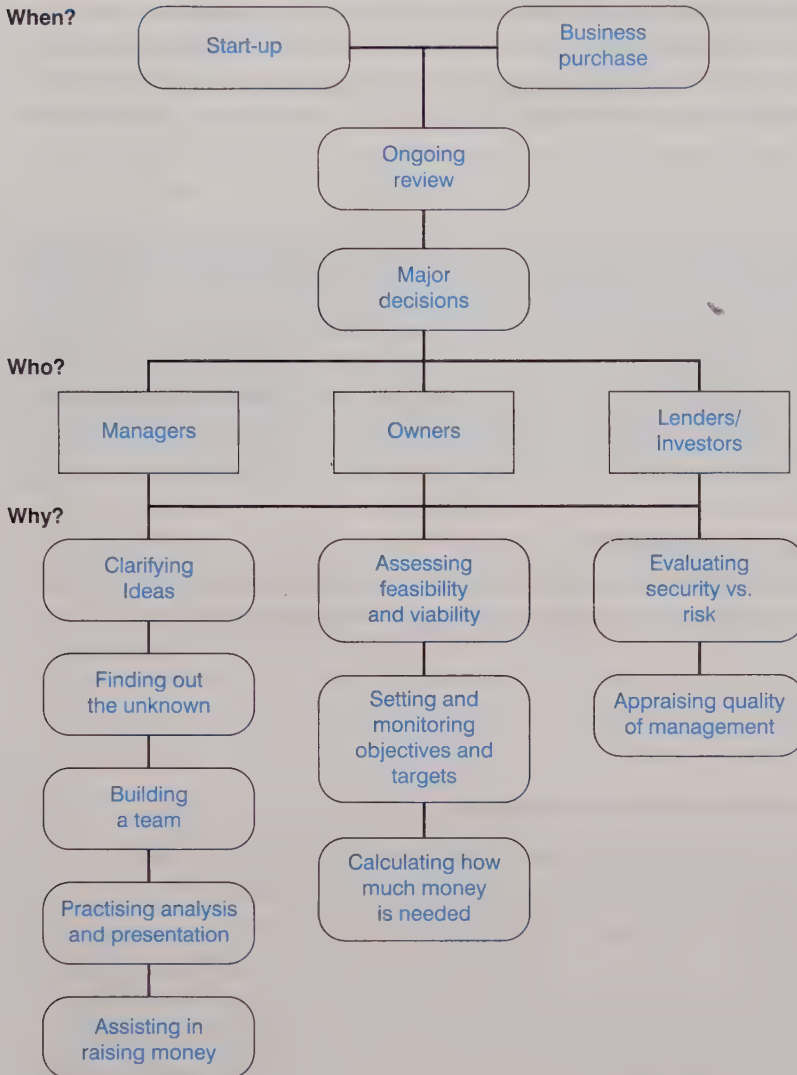 When?
Start-up
Business
purchase
Ongoing
review
Major
decisions
Who?
Managers
Owners
Lenders/
Investors
Why?
Clarifying
Ideas
Finding out
the unknown
Building
a team
Practising analysis
and presentation
Assisting in
raising money
Assessing
feasibility
and viability
Setting and
monitoring
objectives and
targets
Calculating how
much money
is needed
Evaluating
security vs.
risk
Appraising quality
of management